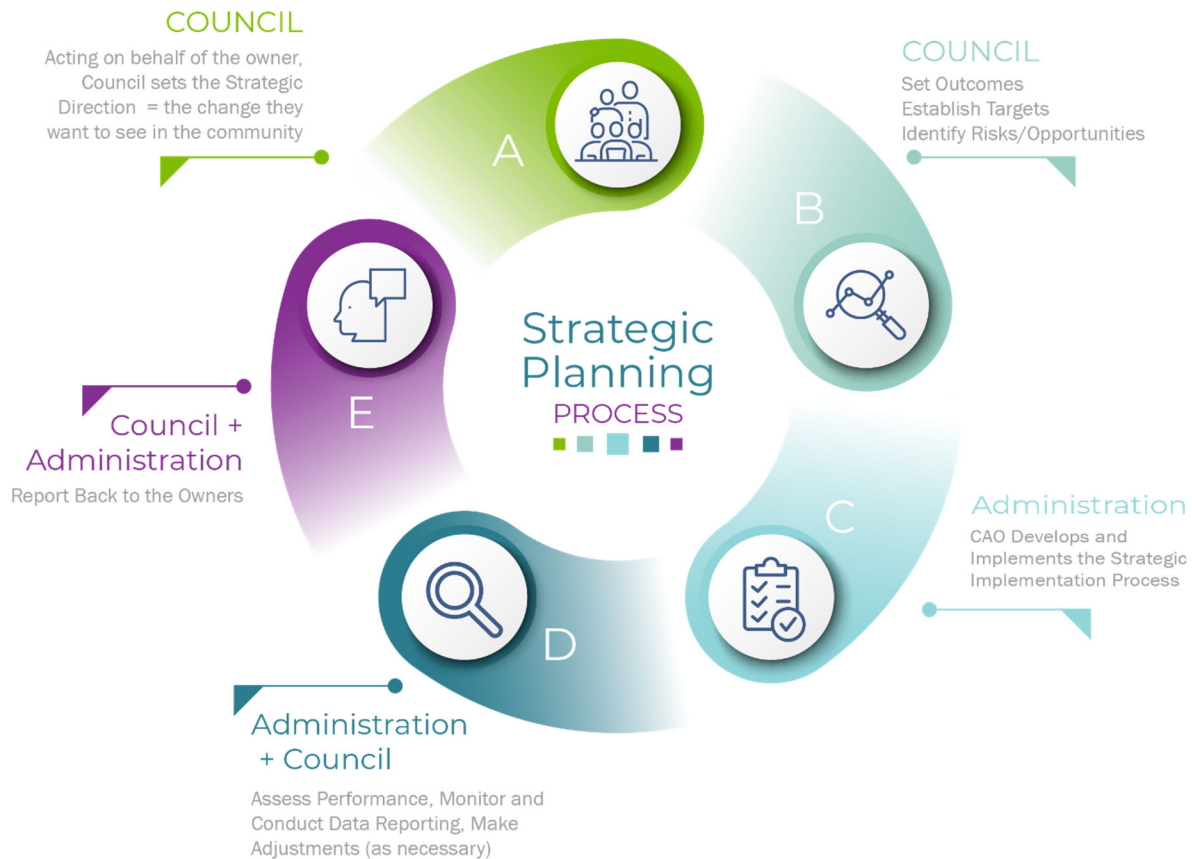 COUNCIL
Acting on behalf of the owner,
Council sets the Strategic
Direction = the change they
want to see in the community
A
COUNCIL
Set Outcomes
Establish Targets
Identify Risks/Opportunities
B
Strategic
Planning
PROCESS
C
Administration
CAO Develops and
Implements the Strategic
Implementation Process
D
Administration
+ Council
Assess Performance, Monitor and
Conduct Data Reporting, Make
Adjustments (as necessary)
E
Council +
Administration
Report Back to the Owners